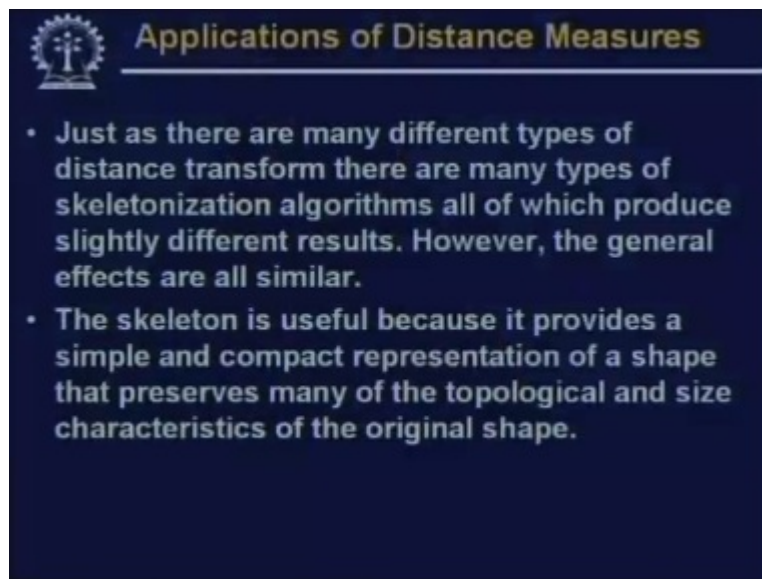 Applications of Distance Measures
• Just as there are many different types of
distance transform there are many types of
skeletonization algorithms all of which produce
slightly different results. However, the general
effects are all similar.
• The skeleton is useful because it provides a
simple and compact representation of a shape
that preserves many of the topological and size
characteristics of the original shape.